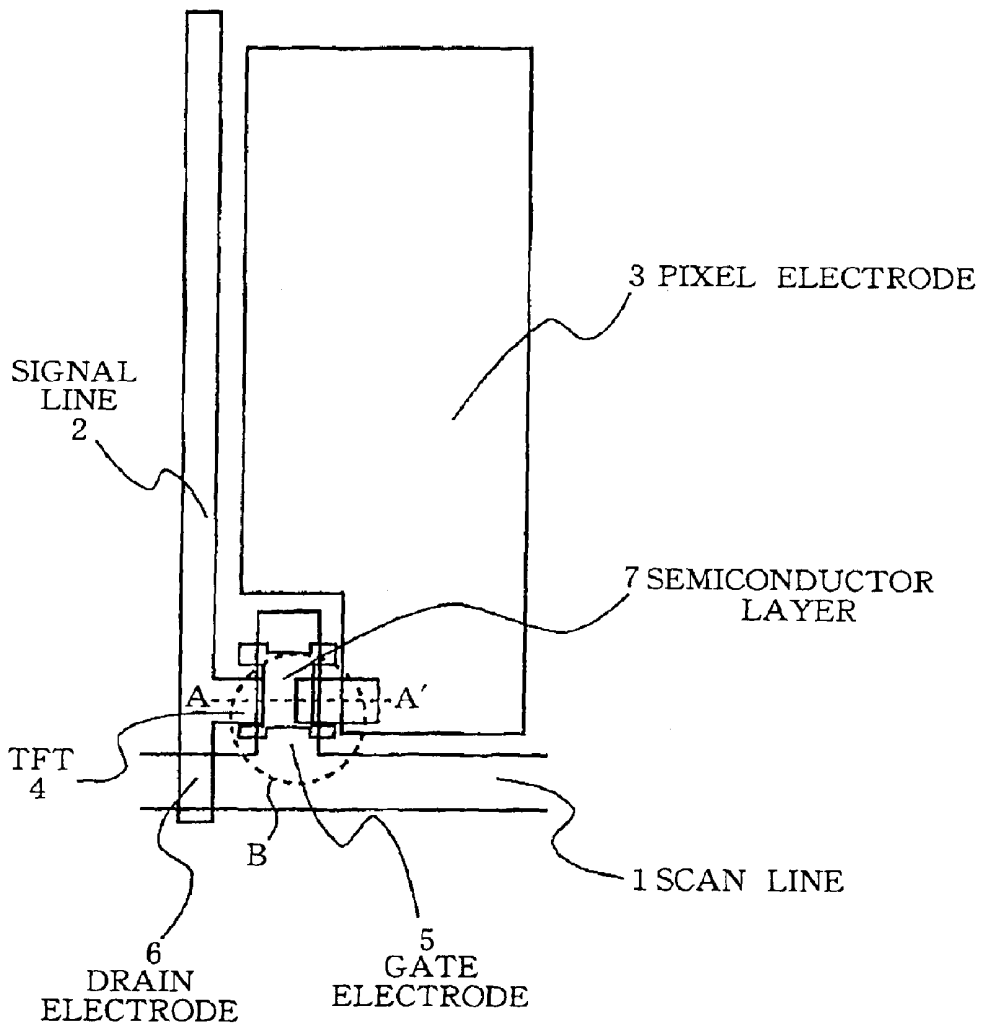 3 PIXEL ELECTRODE
SIGNAL
LINE
2
7 SEMICONDUCTOR
LAYER
A
A′
TFT
4
B
1 SCAN LINE
6
DRAIN
ELECTRODE
5
GATE
ELECTRODE